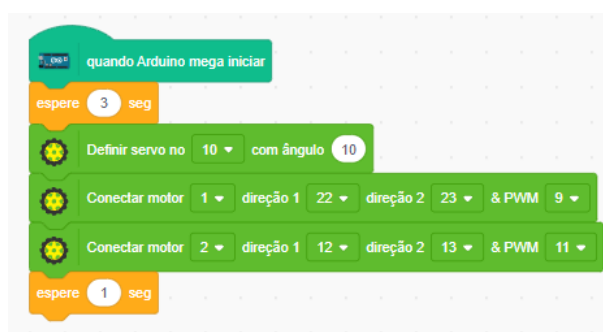 quando Arduino mega iniciar
espere 3 seg
Definir servo no 10 com ângulo 10
Conectar motor 1 direção 1 22 direção 2 23 & PWM 9
Conectar motor 2 direção 1 12 direção 2 13 & PWM 11
espere 1 seg